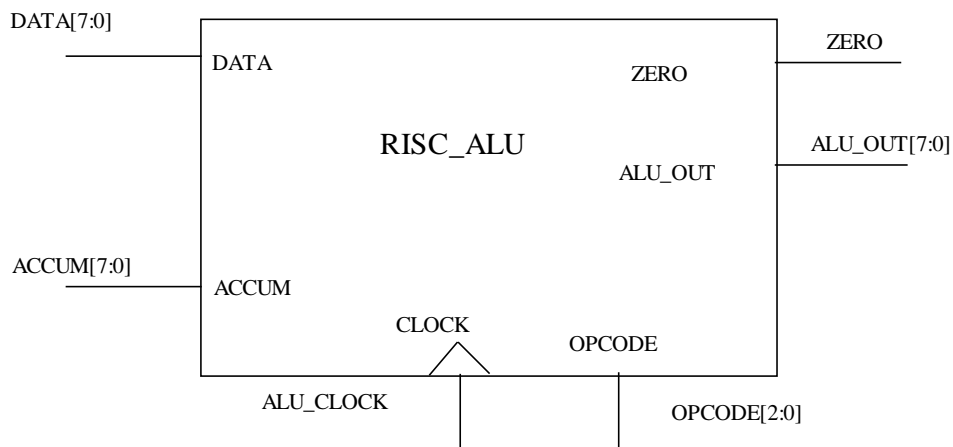 DATA[7:0]
ZERO
DATA
ZERO
RISC_ALU
ALU_OUT[7:0]
ALU_OUT
ACCUM[7:0]
ACCUM
CLOCK
OPCODE
ALU_CLOCK
OPCODE[2:0]